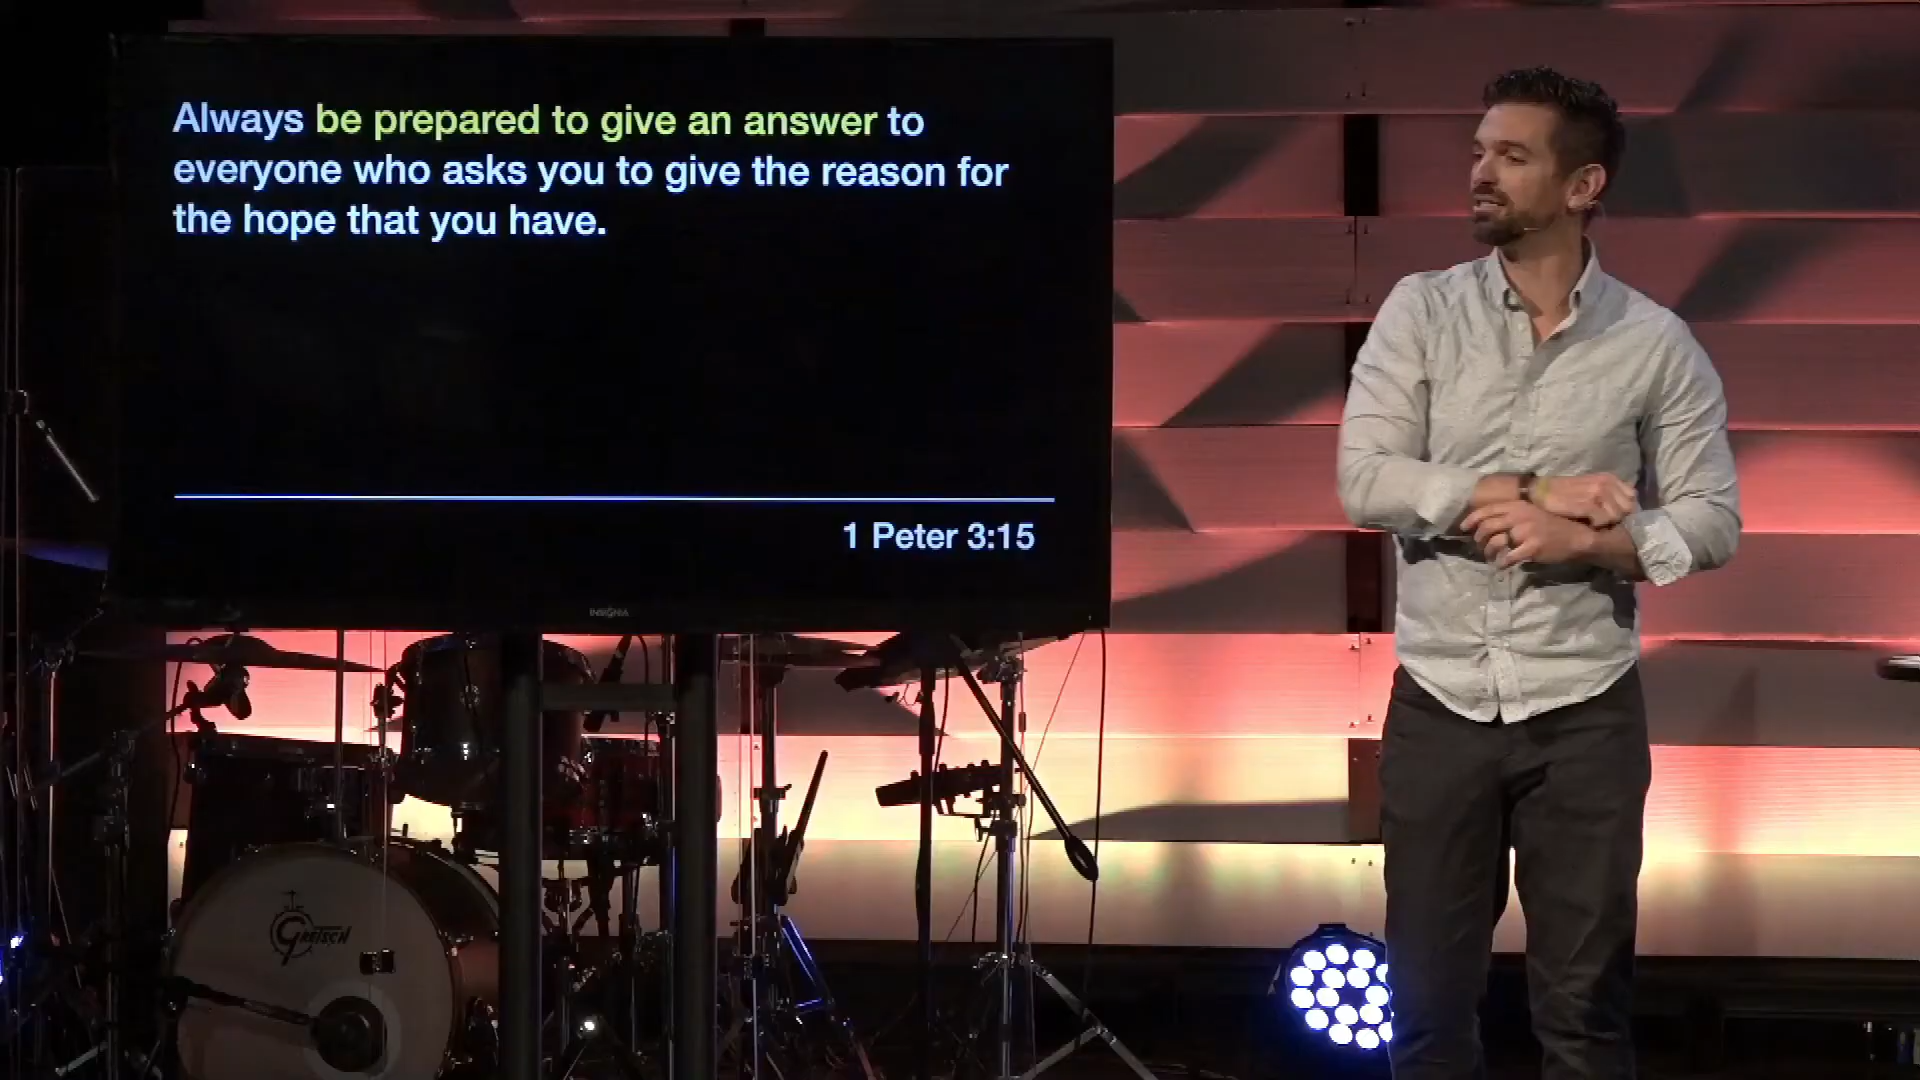 Always be prepared to give an answer to
everyone who asks you to give the reason for
the hope that you have.
1 Peter 3:15
INSIGNIA
GRETSCH